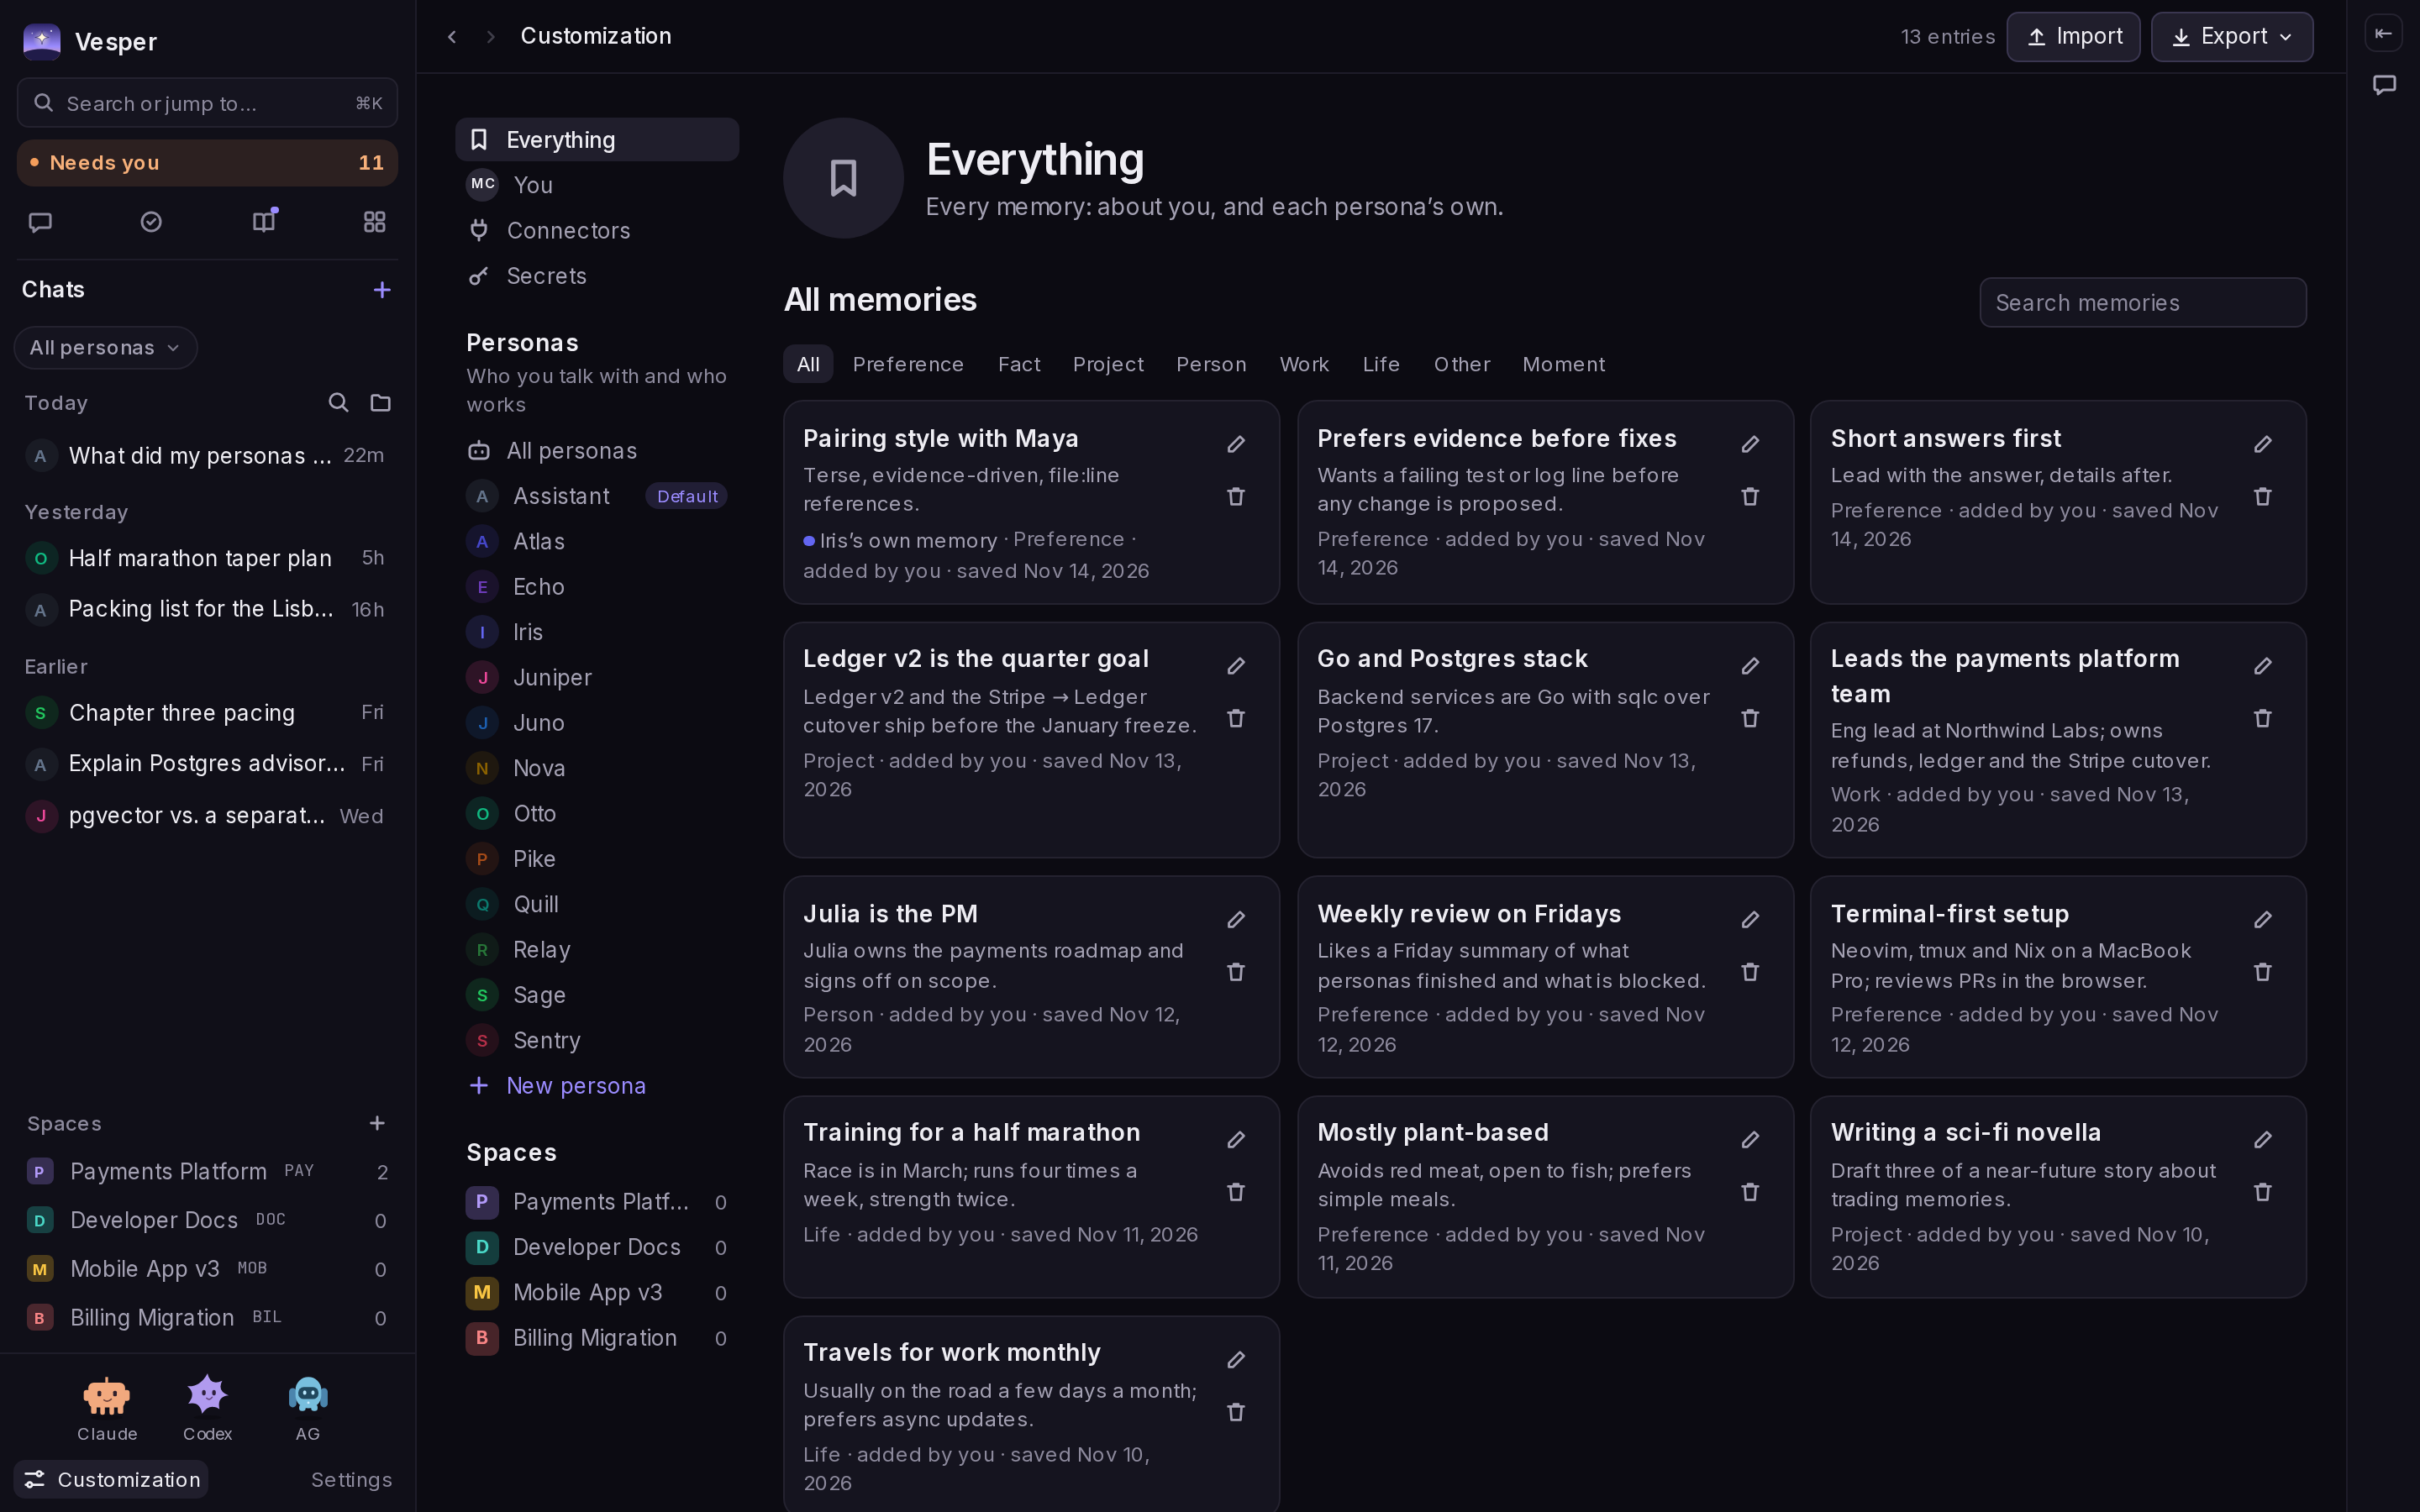 Vesper
Search or jump to… ⌘K
Needs you 11
Chats
All personas
Today
A What did my personas … 22m
Yesterday
O Half marathon taper plan 5h
A Packing list for the Lisb… 16h
Earlier
S Chapter three pacing Fri
A Explain Postgres advisor… Fri
J pgvector vs. a separat… Wed
Spaces
P Payments Platform PAY 2
D Developer Docs DOC 0
M Mobile App v3 MOB 0
B Billing Migration BIL 0
Claude Codex AG
Customization Settings
Customization
13 entries Import Export
Everything
MC You
Connectors
Secrets
Personas
Who you talk with and who
works
All personas
A Assistant Default
A Atlas
E Echo
I Iris
J Juniper
J Juno
N Nova
O Otto
P Pike
Q Quill
R Relay
S Sage
S Sentry
New persona
Spaces
P Payments Platf… 0
D Developer Docs 0
M Mobile App v3 0
B Billing Migration 0
Everything
Every memory: about you, and each persona’s own.
All memories
Search memories
All Preference Fact Project Person Work Life Other Moment
Pairing style with Maya
Terse, evidence-driven, file:line
references.
Iris’s own memory · Preference ·
added by you · saved Nov 14, 2026
Prefers evidence before fixes
Wants a failing test or log line before
any change is proposed.
Preference · added by you · saved Nov
14, 2026
Short answers first
Lead with the answer, details after.
Preference · added by you · saved Nov
14, 2026
Ledger v2 is the quarter goal
Ledger v2 and the Stripe → Ledger
cutover ship before the January freeze.
Project · added by you · saved Nov 13,
2026
Go and Postgres stack
Backend services are Go with sqlc over
Postgres 17.
Project · added by you · saved Nov 13,
2026
Leads the payments platform
team
Eng lead at Northwind Labs; owns
refunds, ledger and the Stripe cutover.
Work · added by you · saved Nov 13,
2026
Julia is the PM
Julia owns the payments roadmap and
signs off on scope.
Person · added by you · saved Nov 12,
2026
Weekly review on Fridays
Likes a Friday summary of what
personas finished and what is blocked.
Preference · added by you · saved Nov
12, 2026
Terminal-first setup
Neovim, tmux and Nix on a MacBook
Pro; reviews PRs in the browser.
Preference · added by you · saved Nov
12, 2026
Training for a half marathon
Race is in March; runs four times a
week, strength twice.
Life · added by you · saved Nov 11, 2026
Mostly plant-based
Avoids red meat, open to fish; prefers
simple meals.
Preference · added by you · saved Nov
11, 2026
Writing a sci-fi novella
Draft three of a near-future story about
trading memories.
Project · added by you · saved Nov 10,
2026
Travels for work monthly
Usually on the road a few days a month;
prefers async updates.
Life · added by you · saved Nov 10,
2026